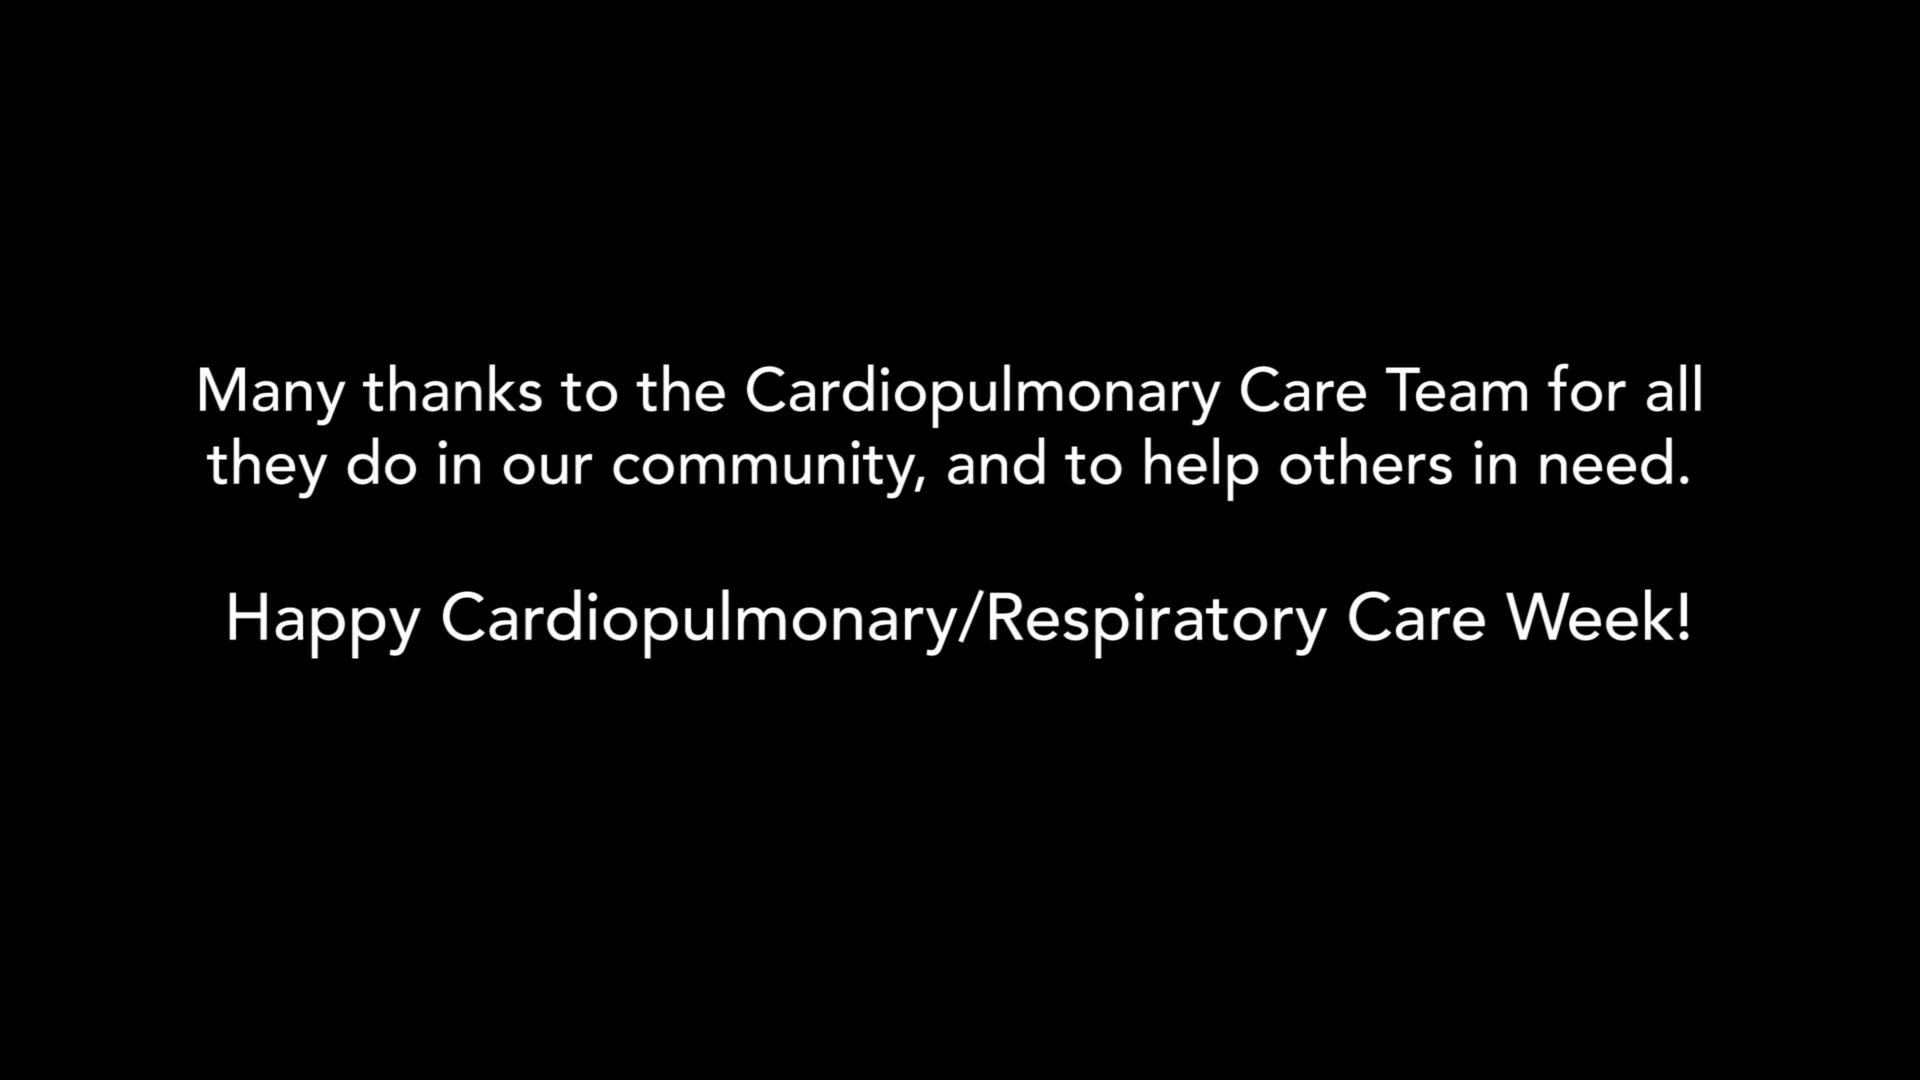 Many thanks to the Cardiopulmonary Care Team for all
they do in our community, and to help others in need.
Happy Cardiopulmonary/Respiratory Care Week!